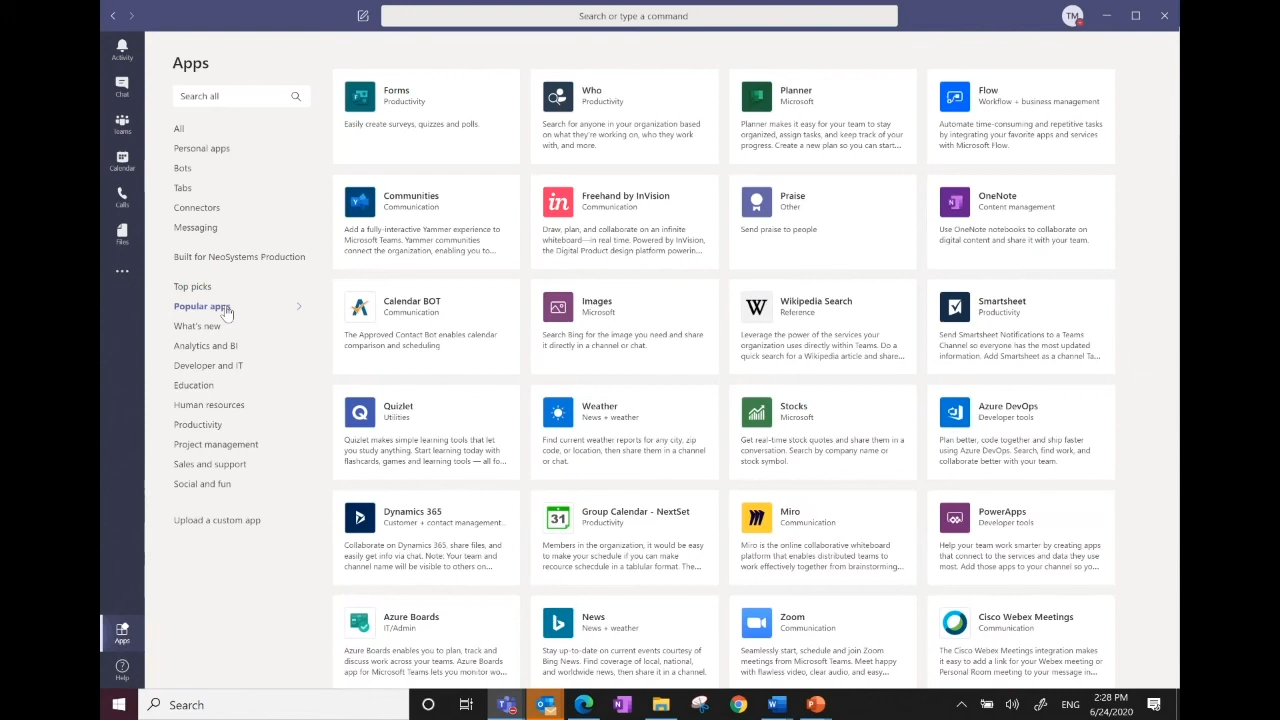 Search or type a command
TM
Activity
Chat
Teams
Calendar
Calls
Files
Apps
Help
Apps
Search all
All
Personal apps
Bots
Tabs
Connectors
Messaging
Built for NeoSystems Production
Top picks
Popular apps
What's new
Analytics and BI
Developer and IT
Education
Human resources
Productivity
Project management
Sales and support
Social and fun
Upload a custom app
Forms
Productivity
Easily create surveys, quizzes and polls.
Who
Productivity
Search for anyone in your organization based
on what they're working on, who they work
with, and more.
Planner
Microsoft
Planner makes it easy for your team to stay
organized, assign tasks, and keep track of your
progress. Create a new plan so you can start...
Flow
Workflow + business management
Automate time-consuming and repetitive tasks
by integrating your favorite apps and services
with Microsoft Flow.
Communities
Communication
Add a fully-interactive Yammer experience to
Microsoft Teams. Yammer communities
connect the organization, enabling you to...
in
Freehand by InVision
Communication
Draw, plan, and collaborate on an infinite
whiteboard—in real time. Powered by InVision,
the Digital Product design platform powerin...
Praise
Other
Send praise to people
OneNote
Content management
Use OneNote notebooks to collaborate on
digital content and share it with your team.
Calendar BOT
Communication
The Approved Contact Bot enables calendar
comparison and scheduling
Images
Microsoft
Search Bing for the image you need and share
it directly in a channel or chat.
W
Wikipedia Search
Reference
Leverage the power of the services your
organization uses directly within Teams. Do a
quick search for a Wikipedia article and share...
Smartsheet
Productivity
Send Smartsheet Notifications to a Teams
Channel so everyone has the most updated
information. Add Smartsheet as a channel Ta...
Q
Quizlet
Utilities
Quizlet makes simple learning tools that let
you study anything. Start learning today with
flashcards, games and learning tools — all fo...
Weather
News + weather
Find current weather reports for any city, zip
code, or location, then share them in a channel
or chat.
Stocks
Microsoft
Get real-time stock quotes and share them in a
conversation. Search by company name or
stock symbol.
Azure DevOps
Developer tools
Plan better, code together and ship faster
using Azure DevOps. Search, find work, and
collaborate better with your team.
Dynamics 365
Customer + contact management...
Collaborate on Dynamics 365, share files, and
easily get info via chat. Note: Your team and
channel name will be visible to others on...
31
Group Calendar - NextSet
Productivity
Members in the organization, it would be easy
to make your schedule if you can make
recource schecdule in a tablular format. The...
Miro
Communication
Miro is the online collaborative whiteboard
platform that enables distributed teams to
work effectively together from brainstorming...
PowerApps
Developer tools
Help your team work smarter by creating apps
that connect to the services and data they use
most. Add those apps to your channel so yo...
Azure Boards
IT/Admin
Azure Boards enables you to plan, track and
discuss work across your teams. Azure Boards
app for Microsoft Teams lets you monitor wo...
News
News + weather
Stay up-to-date on current events courtesy of
Bing News. Find coverage of local, national,
and worldwide news, then share it in a channel...
Zoom
Communication
Seamlessly start, schedule and join Zoom
meetings from Microsoft Teams. Meet happy
with flawless video, clear audio, and easy...
Cisco Webex Meetings
Communication
The Cisco Webex Meetings integration makes
it easy to add a link for your Webex meeting or
Personal Room meeting to your message in...
Search
ENG
2:28 PM
6/24/2020